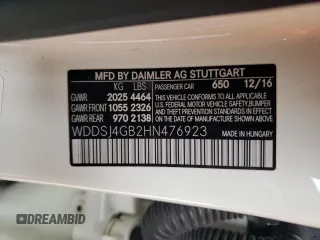 MFD BY DAIMLER AG STUTTGART
KG LBS
GVWR 2025 4464
GAWR FRONT 1055 2326
GAWR REAR 970 2138
PASSENGER CAR 650 12/16
THIS VEHICLE CONFORMS TO ALL APPLICABLE
U.S. FEDERAL MOTOR VEHICLE SAFETY,
BUMPER, AND THEFT PREVENTION STANDARDS
IN EFFECT ON THE DATE OF MANUFACTURE
SHOWN ABOVE.
WDDSJ4GB2HN476923
MADE IN HUNGARY
DREAMBID